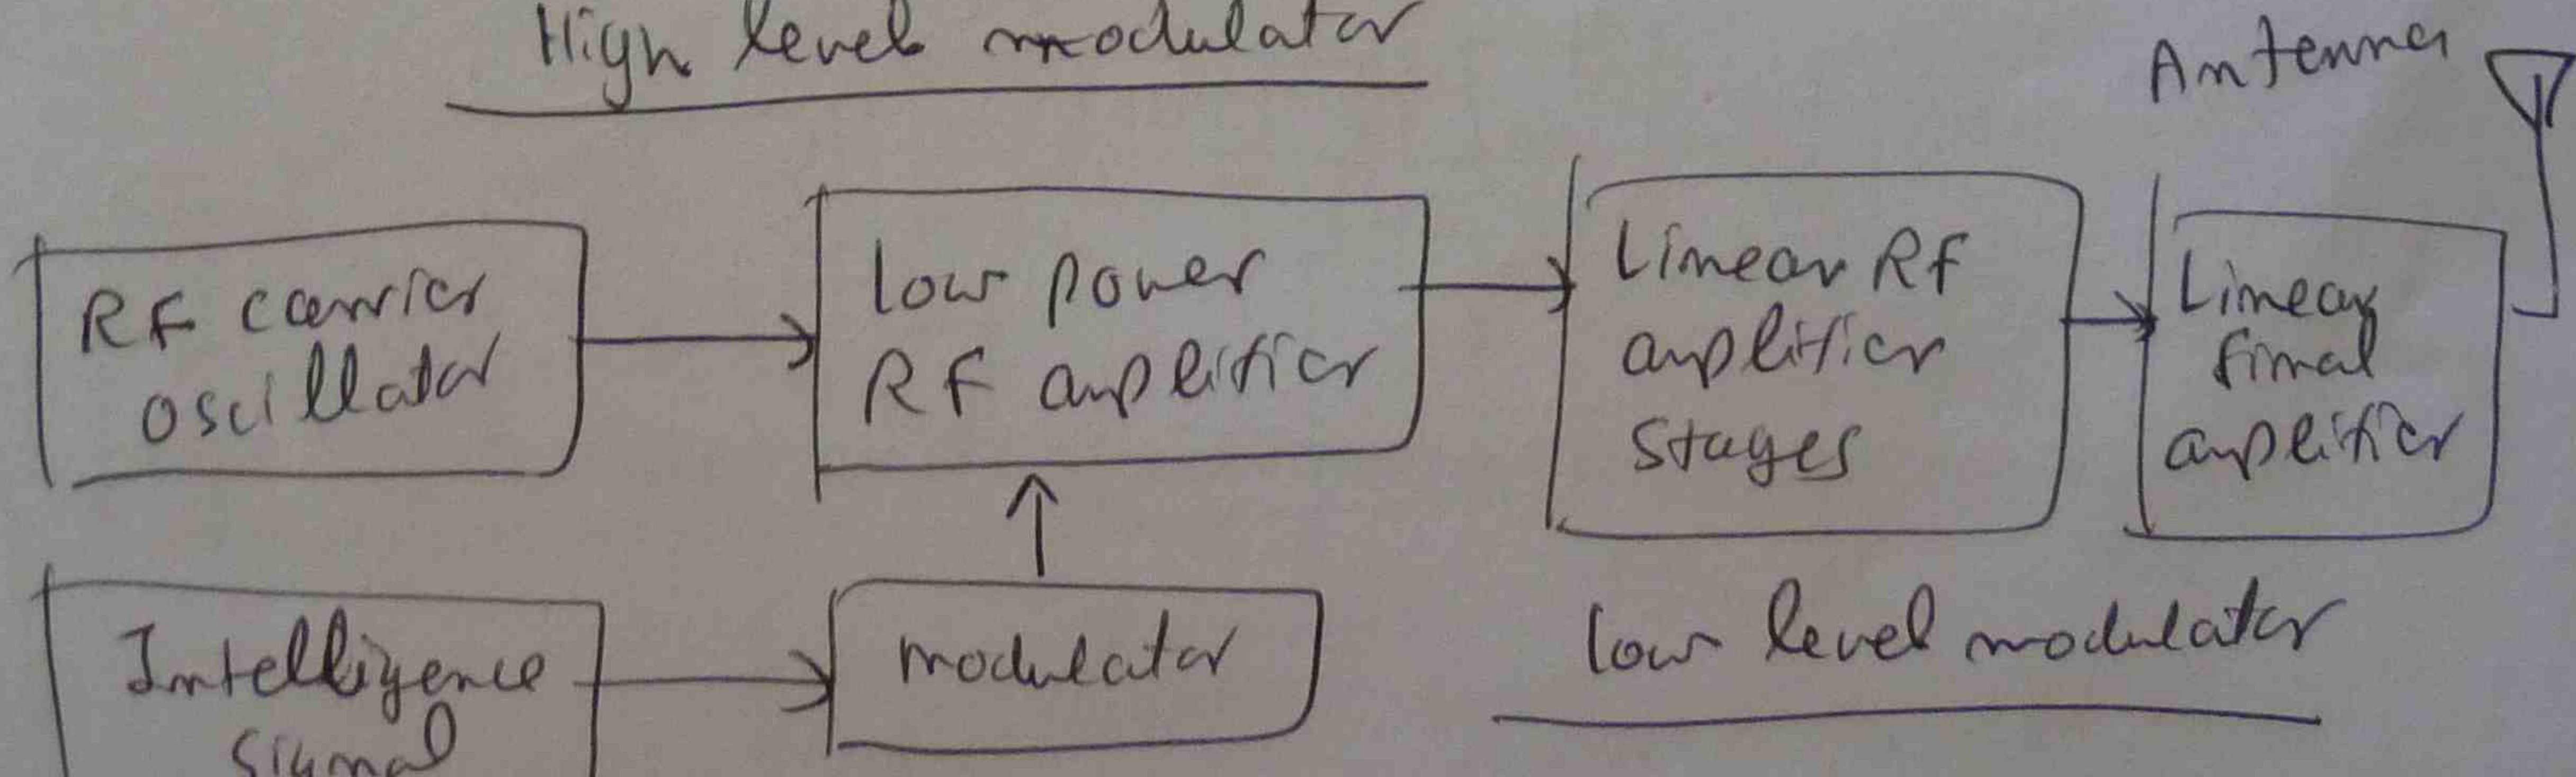 High level modulator
Antenna
RF carrier
oscillator
low power
RF amplifier
Linear RF
amplifier
stages
Linear
final
amplifier
Intelligence
signal
modulator
low level modulator